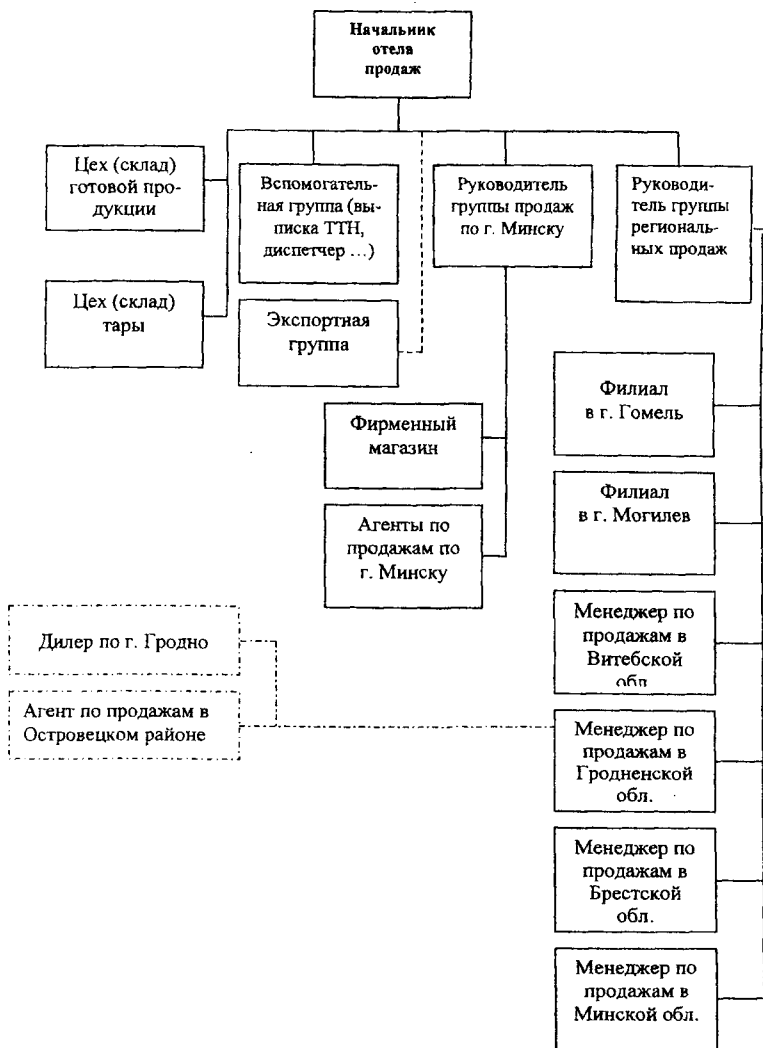 Начальник
отела
продаж
Цех (склад)
готовой про-
дукции
Вспомогатель-
ная группа (вы-
писка ТТН,
диспетчер ...)
Руководитель
группы продаж
по г. Минску
Руководи-
тель группы
региональ-
ных продаж
Цех (склад)
тары
Экспортная
группа
Фирменный
магазин
Агенты по
продажам по
г. Минску
Филиал
в г. Гомель
Филиал
в г. Могилев
Менеджер по
продажам в
Витебской
обл
Дилер по г. Гродно
Агент по продажам в
Островецком районе
Менеджер по
продажам в
Гродненской
обл.
Менеджер по
продажам в
Брестской
обл.
Менеджер по
продажам в
Минской обл.